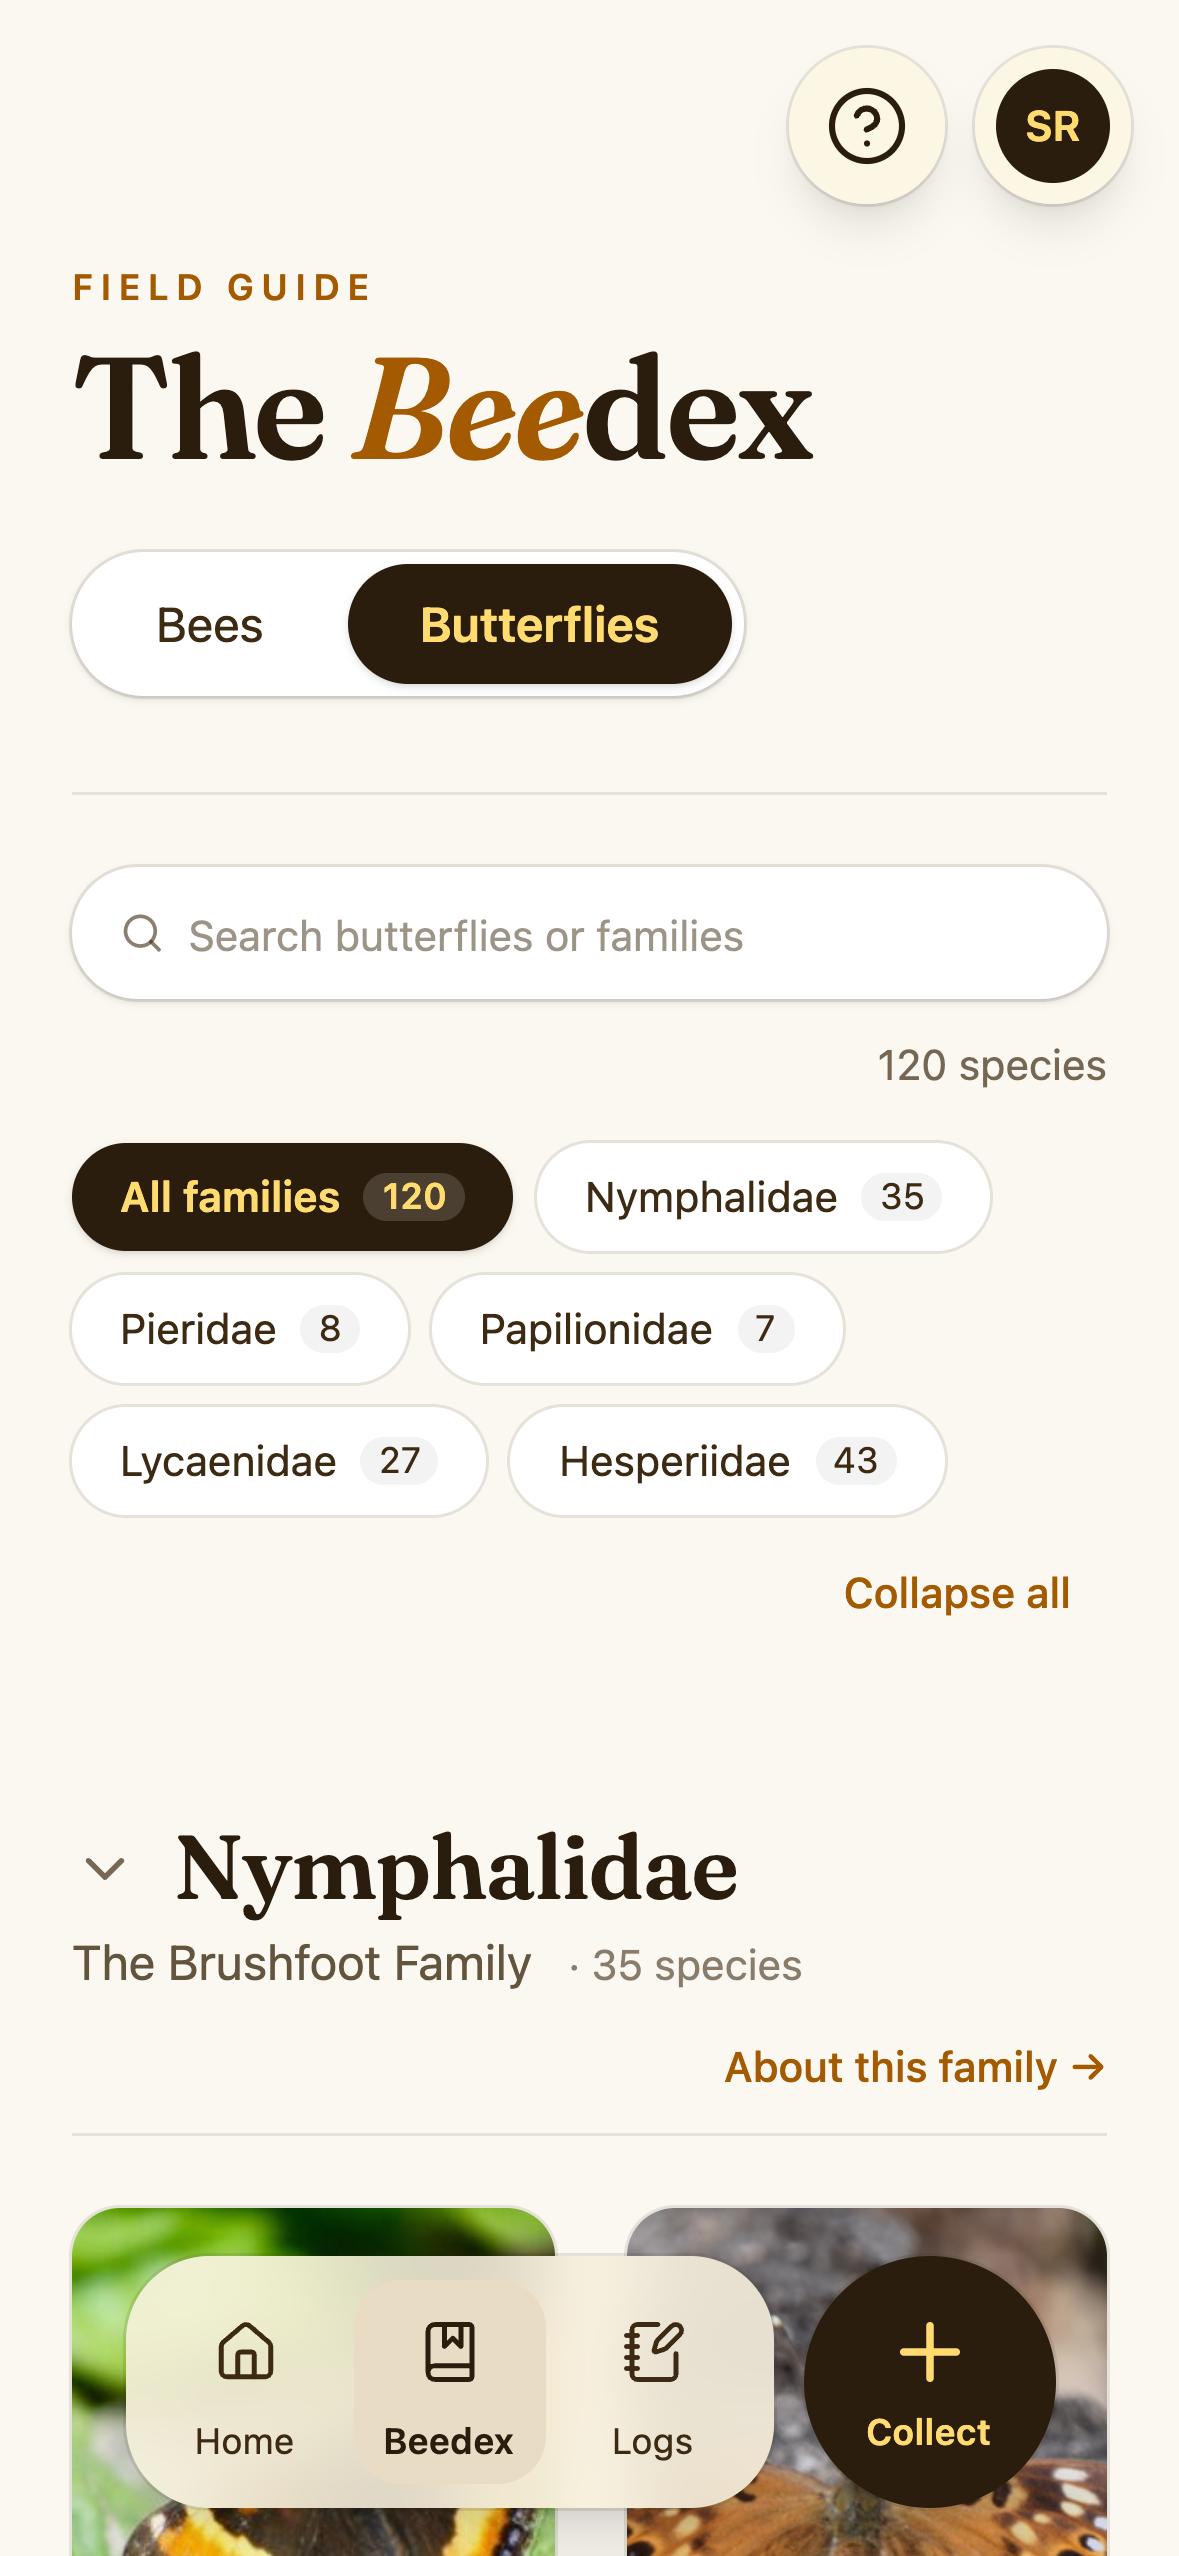 SR
FIELD GUIDE
The Beedex
Bees
Butterflies
Search butterflies or families
120 species
All families 120
Nymphalidae 35
Pieridae 8
Papilionidae 7
Lycaenidae 27
Hesperiidae 43
Collapse all
Nymphalidae
The Brushfoot Family · 35 species
About this family →
Home
Beedex
Logs
Collect